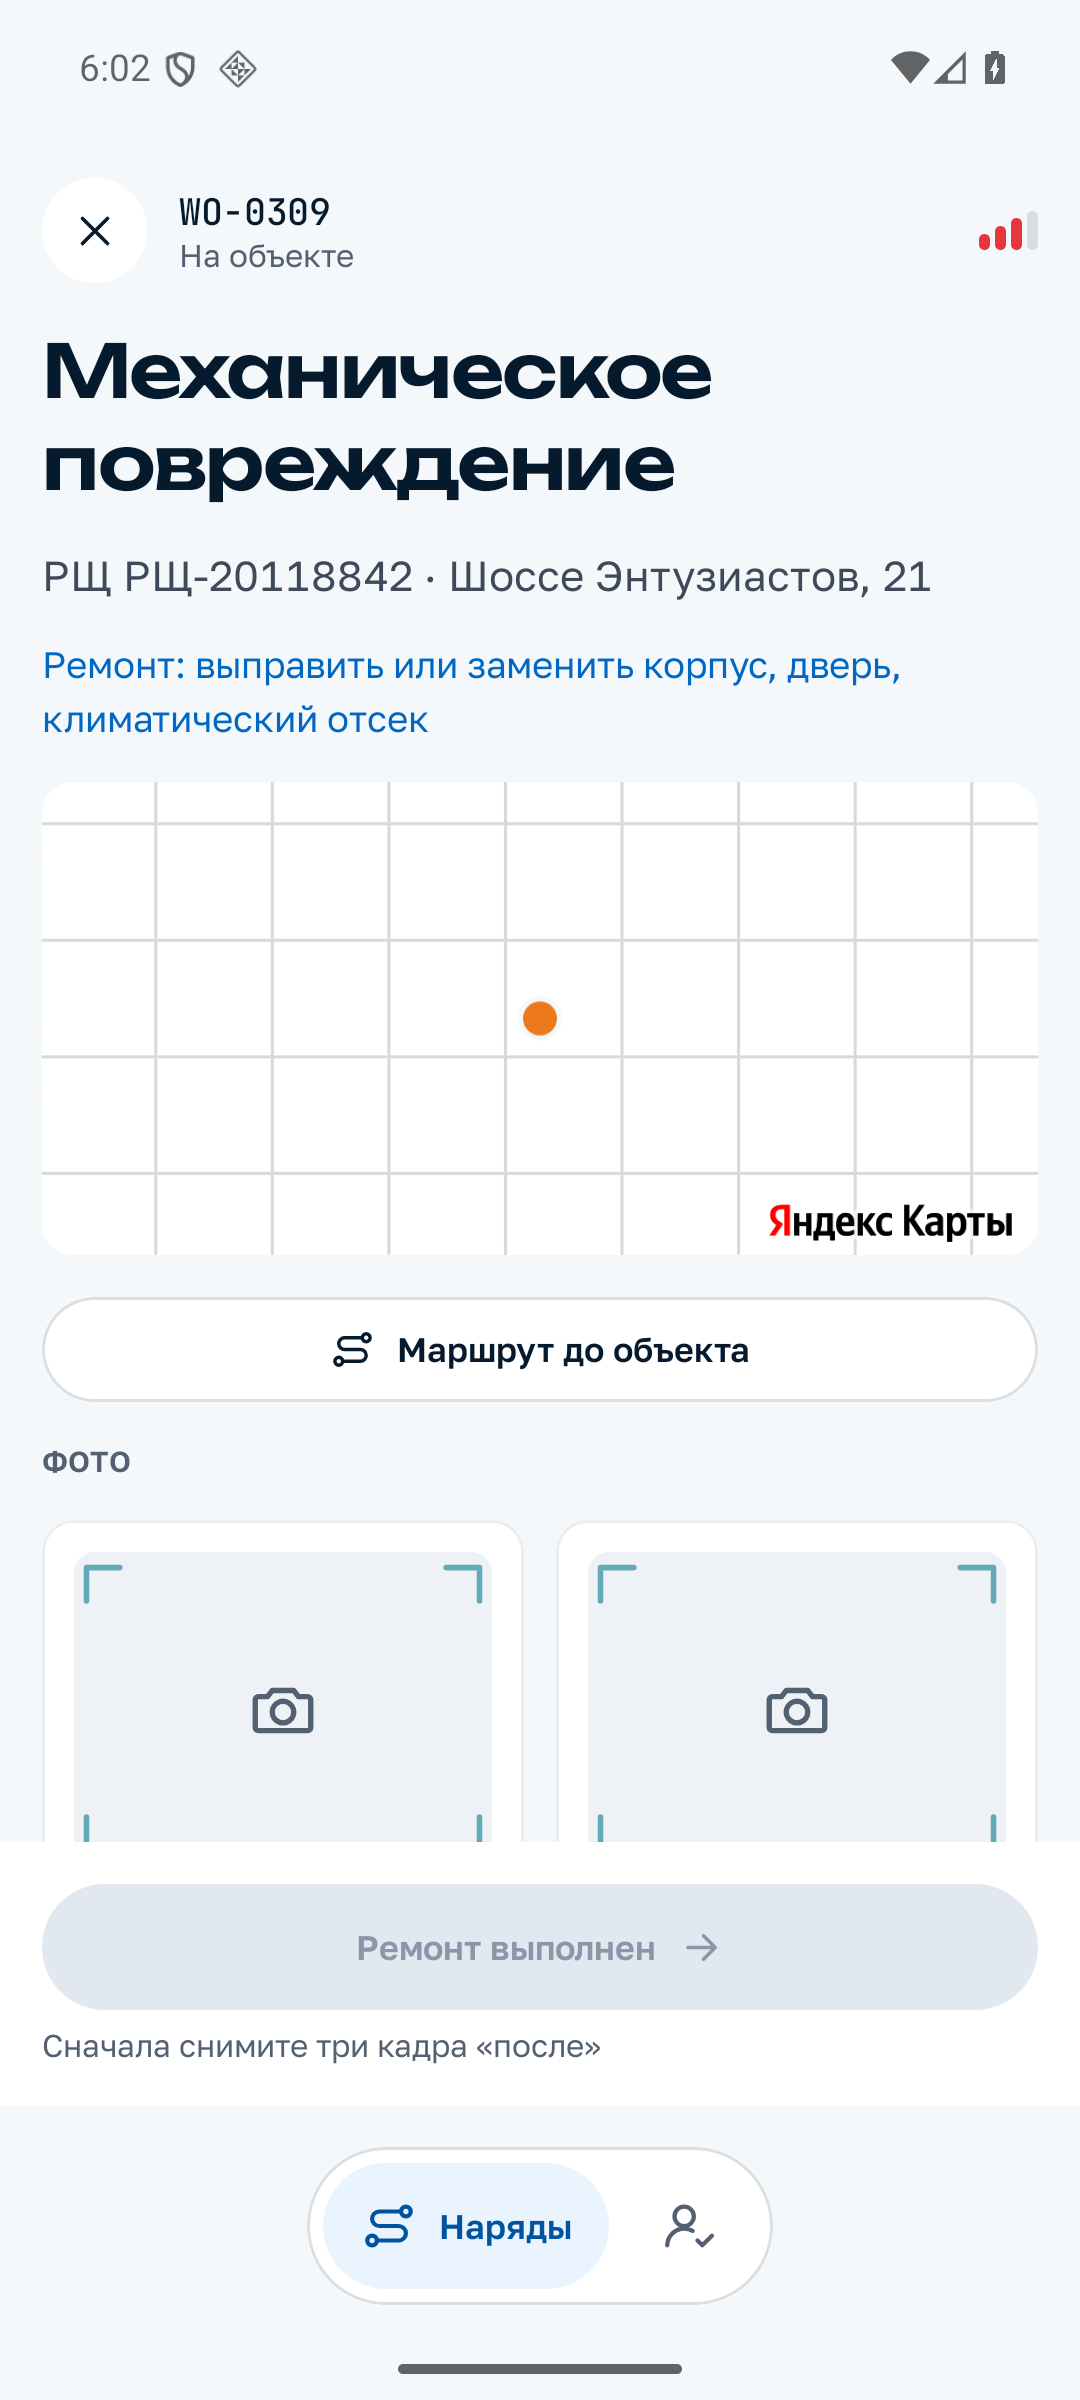 6:02
WO-0309
На объекте
Механическое
повреждение
РЩ РЩ-20118842 · Шоссе Энтузиастов, 21
Ремонт: выправить или заменить корпус, дверь,
климатический отсек
Яндекс Карты
Маршрут до объекта
ФОТО
Ремонт выполнен
Сначала снимите три кадра «после»
Наряды